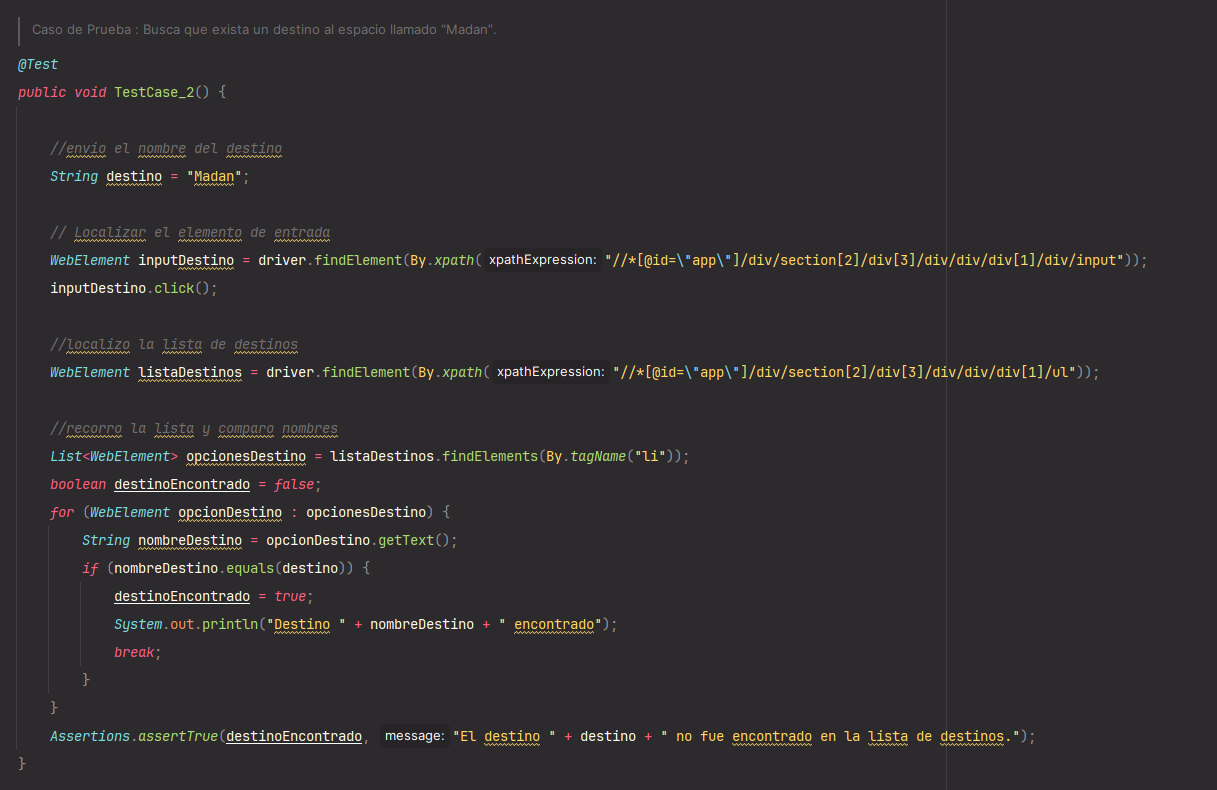 Caso de Prueba : Busca que exista un destino al espacio llamado “Madan”.
@Test
public void TestCase_2() {
//envio el nombre del destino
String destino = "Madan";
// Localizar el elemento de entrada
WebElement inputDestino = driver.findElement(By.xpath( xpathExpression: "//*[@id=\"app\"]/div/section[2]/div[3]/div/div/div[1]/div/input"));
inputDestino.click();
//localizo la lista de destinos
WebElement listaDestinos = driver.findElement(By.xpath( xpathExpression: "//*[@id=\"app\"]/div/section[2]/div[3]/div/div/div[1]/ul"));
//recorro la lista y comparo nombres
List<WebElement> opcionesDestino = listaDestinos.findElements(By.tagName("li"));
boolean destinoEncontrado = false;
for (WebElement opcionDestino : opcionesDestino) {
String nombreDestino = opcionDestino.getText();
if (nombreDestino.equals(destino)) {
destinoEncontrado = true;
System.out.println("Destino " + nombreDestino + " encontrado");
break;
}
}
Assertions.assertTrue(destinoEncontrado, message: "El destino " + destino + " no fue encontrado en la lista de destinos.");
}